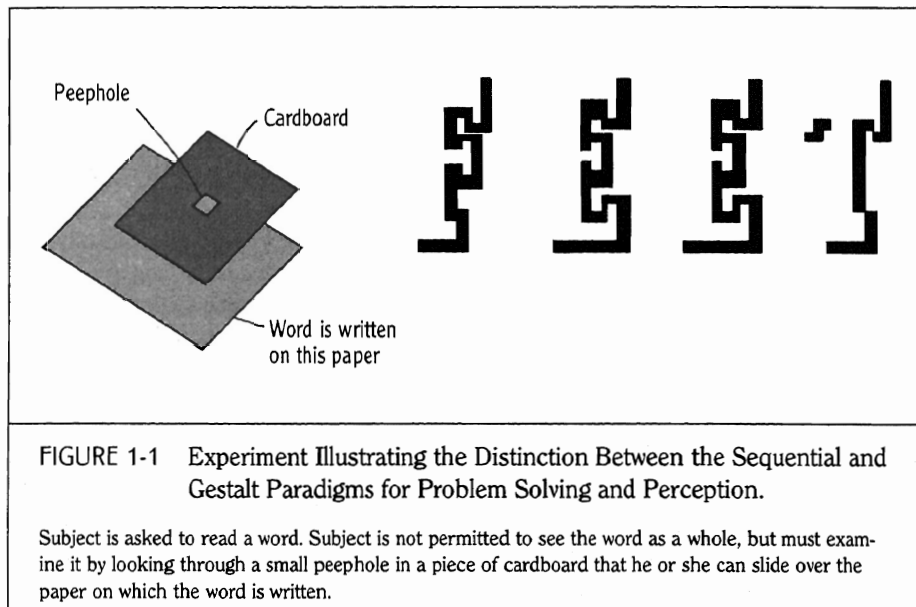 Peephole
Cardboard
FEET
Word is written
on this paper
FIGURE 1-1 Experiment Illustrating the Distinction Between the Sequential and
Gestalt Paradigms for Problem Solving and Perception.
Subject is asked to read a word. Subject is not permitted to see the word as a whole, but must exam-
ine it by looking through a small peephole in a piece of cardboard that he or she can slide over the
paper on which the word is written.